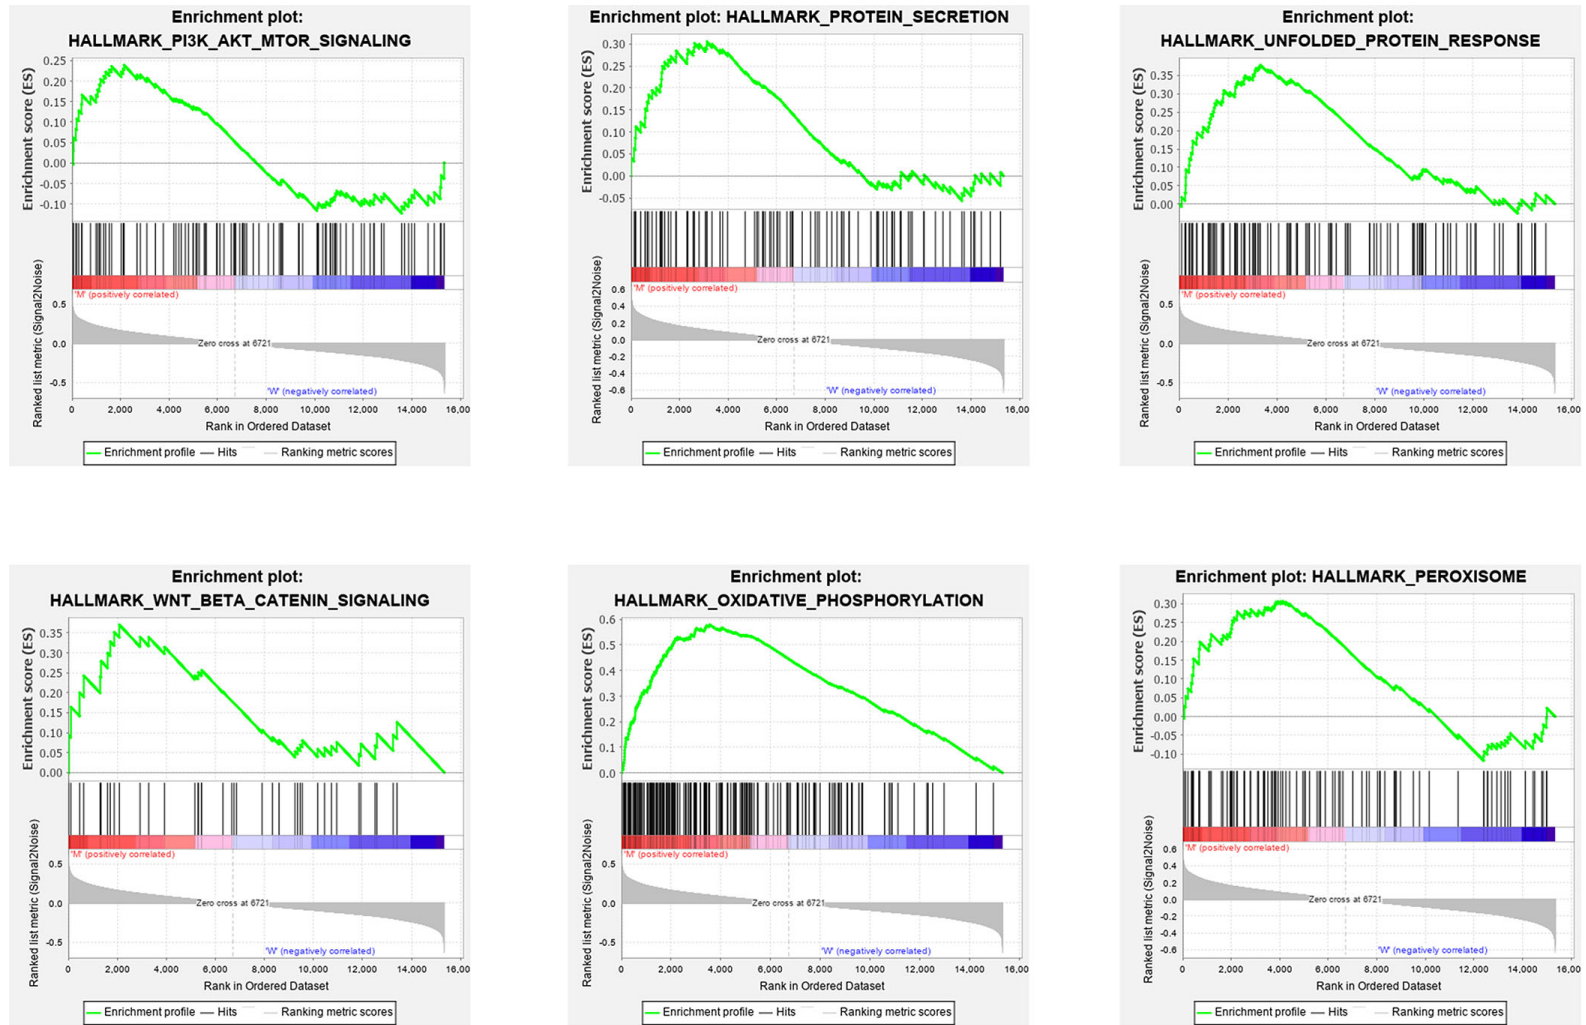 Enrichment plot:
HALLMARK_PI3K_AKT_MTOR_SIGNALING
Enrichment score (ES)
0.25
0.20
0.15
0.10
0.05
0.00
-0.05
-0.10
'M' (positively correlated)
Ranked list metric (Signal2Noise)
0.5
0.0
-0.5
Zero cross at 6721
'W' (negatively correlated)
0 2,000 4,000 6,000 8,000 10,000 12,000 14,000 16,00
Rank in Ordered Dataset
Enrichment profile Hits Ranking metric scores
Enrichment plot: HALLMARK_PROTEIN_SECRETION
Enrichment score (ES)
0.30
0.25
0.20
0.15
0.10
0.05
0.00
-0.05
'M' (positively correlated)
Ranked list metric (Signal2Noise)
0.6
0.4
0.2
0.0
-0.2
-0.4
-0.6
Zero cross at 6721
'W' (negatively correlated)
0 2,000 4,000 6,000 8,000 10,000 12,000 14,000 16,00
Rank in Ordered Dataset
Enrichment profile Hits Ranking metric scores
Enrichment plot:
HALLMARK_UNFOLDED_PROTEIN_RESPONSE
Enrichment score (ES)
0.35
0.30
0.25
0.20
0.15
0.10
0.05
0.00
'M' (positively correlated)
Ranked list metric (Signal2Noise)
0.5
0.0
-0.5
Zero cross at 6721
'W' (negatively correlated)
0 2,000 4,000 6,000 8,000 10,000 12,000 14,000 16,00
Rank in Ordered Dataset
Enrichment profile Hits Ranking metric scores
Enrichment plot:
HALLMARK_WNT_BETA_CATENIN_SIGNALING
Enrichment score (ES)
0.35
0.30
0.25
0.20
0.15
0.10
0.05
0.00
'M' (positively correlated)
Ranked list metric (Signal2Noise)
0.5
0.0
-0.5
Zero cross at 6721
'W' (negatively correlated)
0 2,000 4,000 6,000 8,000 10,000 12,000 14,000 16,00
Rank in Ordered Dataset
Enrichment profile Hits Ranking metric scores
Enrichment plot:
HALLMARK_OXIDATIVE_PHOSPHORYLATION
Enrichment score (ES)
0.6
0.5
0.4
0.3
0.2
0.1
0.0
'M' (positively correlated)
Ranked list metric (Signal2Noise)
0.5
0.0
-0.5
Zero cross at 6721
'W' (negatively correlated)
0 2,000 4,000 6,000 8,000 10,000 12,000 14,000 16,00
Rank in Ordered Dataset
Enrichment profile Hits Ranking metric scores
Enrichment plot: HALLMARK_PEROXISOME
Enrichment score (ES)
0.30
0.25
0.20
0.15
0.10
0.05
0.00
-0.05
-0.10
'M' (positively correlated)
Ranked list metric (Signal2Noise)
0.6
0.4
0.2
0.0
-0.2
-0.4
-0.6
Zero cross at 6721
'W' (negatively correlated)
0 2,000 4,000 6,000 8,000 10,000 12,000 14,000 16,00
Rank in Ordered Dataset
Enrichment profile Hits Ranking metric scores